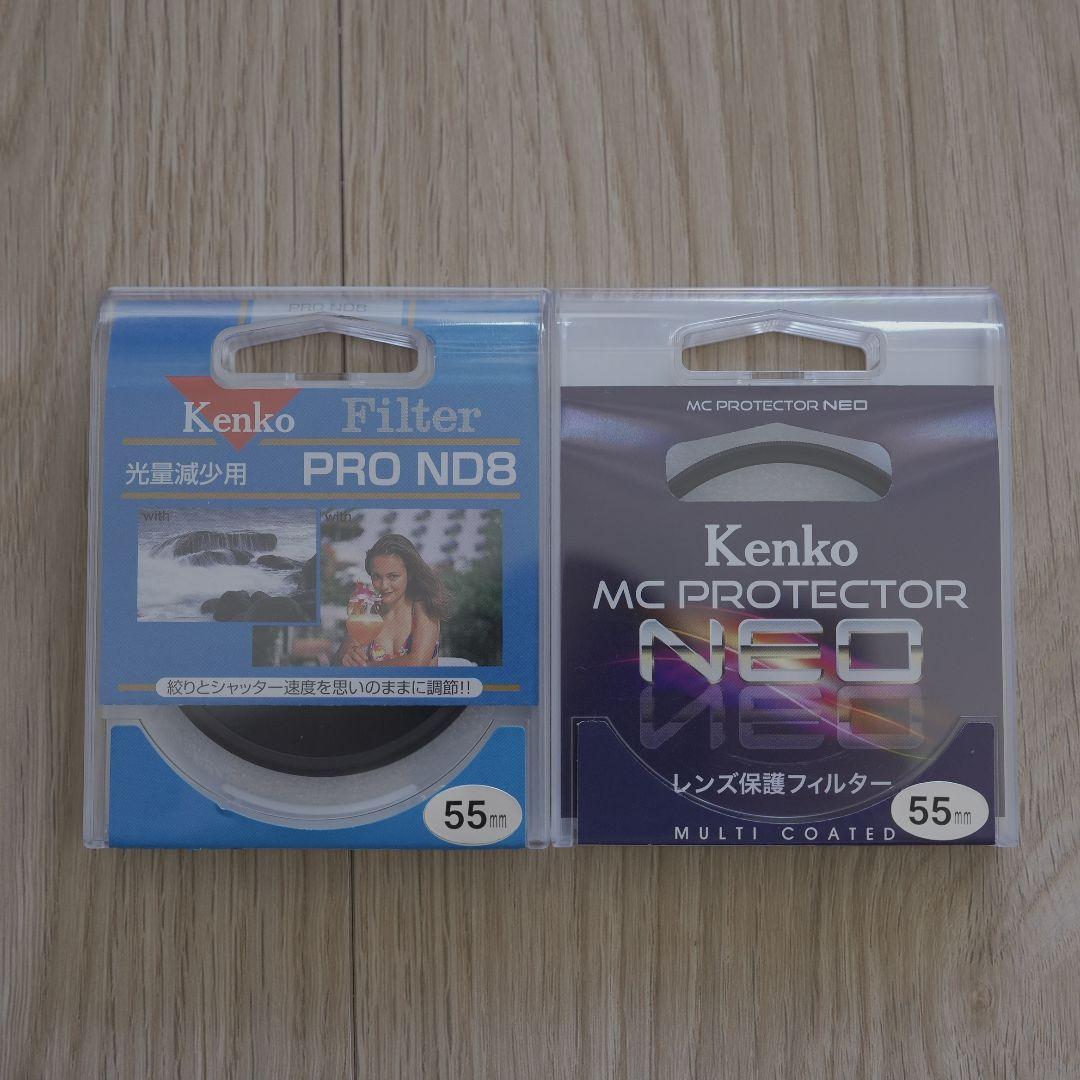 PRO ND8
Kenko Filter
光量減少用 PRO ND8
with with
絞りとシャッター速度を思いのままに調節!!
55mm
MC PROTECTOR NEO
Kenko
MC PROTECTOR
NEO
レンズ保護フィルター
MULTI COATED
55mm